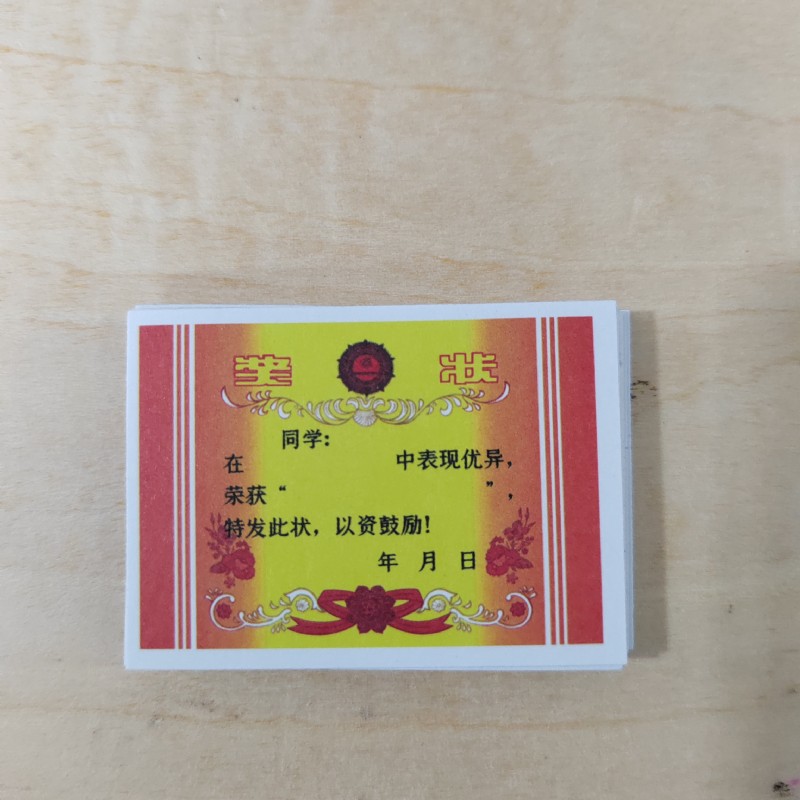 奖 状
同学:
在 中表现优异,
荣获“ ”,
特发此状,以资鼓励!
年 月 日